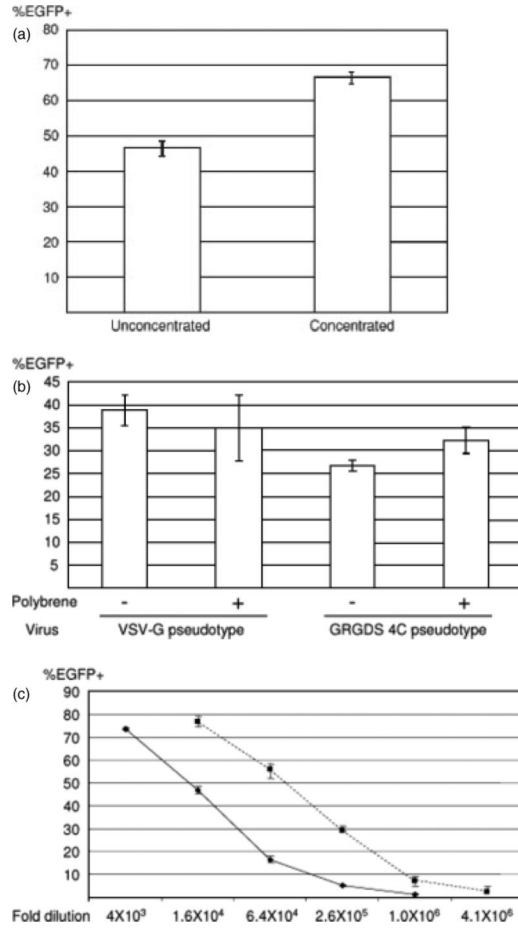 %EGFP+
(a)
80
70
60
50
40
30
20
10
Unconcentrated Concentrated
%EGFP+
(b)
45
40
35
30
25
20
15
10
5
Polybrene - + - +
Virus VSV-G pseudotype GRGDS 4C pseudotype
%EGFP+
(c)
90
80
70
60
50
40
30
20
10
Fold dilution 4X10³ 1.6X10⁴ 6.4X10⁴ 2.6X10⁵ 1.0X10⁶ 4.1X10⁶